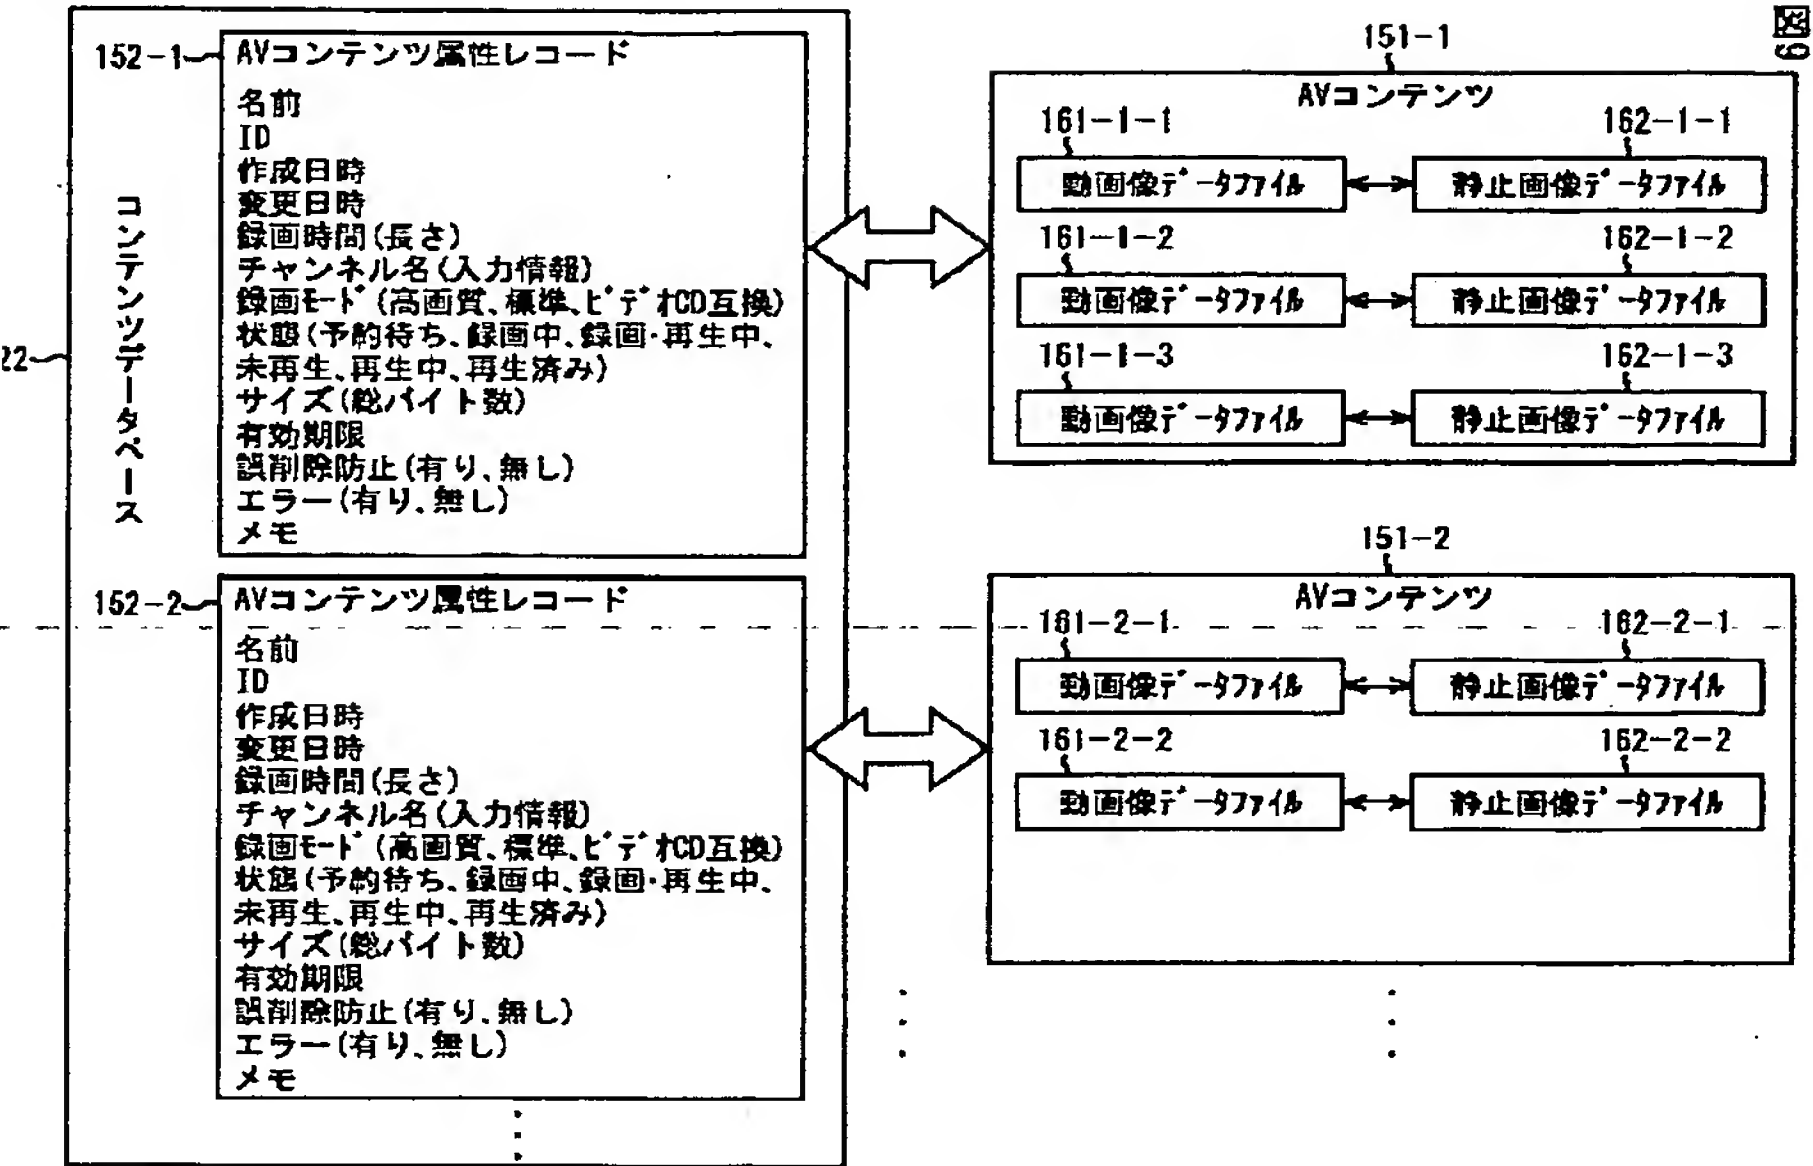 図9
22
コンテンツデータベース
152-1
AVコンテンツ属性レコード
名前
ID
作成日時
変更日時
録画時間(長さ)
チャンネル名(入力情報)
録画ﾓｰﾄﾞ(高画質、標準、ﾋﾞﾃﾞｵCD互換)
状態(予約待ち、録画中、録画・再生中、
未再生、再生中、再生済み)
サイズ(総バイト数)
有効期限
誤削除防止(有り、無し)
エラー(有り、無し)
メモ
152-2
AVコンテンツ属性レコード
名前
ID
作成日時
変更日時
録画時間(長さ)
チャンネル名(入力情報)
録画ﾓｰﾄﾞ(高画質、標準、ﾋﾞﾃﾞｵCD互換)
状態(予約待ち、録画中、録画・再生中、
未再生、再生中、再生済み)
サイズ(総バイト数)
有効期限
誤削除防止(有り、無し)
エラー(有り、無し)
メモ
151-1
AVコンテンツ
161-1-1
162-1-1
動画像ﾃﾞｰﾀﾌｧｲﾙ
静止画像ﾃﾞｰﾀﾌｧｲﾙ
161-1-2
162-1-2
動画像ﾃﾞｰﾀﾌｧｲﾙ
静止画像ﾃﾞｰﾀﾌｧｲﾙ
161-1-3
162-1-3
動画像ﾃﾞｰﾀﾌｧｲﾙ
静止画像ﾃﾞｰﾀﾌｧｲﾙ
151-2
AVコンテンツ
161-2-1
162-2-1
動画像ﾃﾞｰﾀﾌｧｲﾙ
静止画像ﾃﾞｰﾀﾌｧｲﾙ
161-2-2
162-2-2
動画像ﾃﾞｰﾀﾌｧｲﾙ
静止画像ﾃﾞｰﾀﾌｧｲﾙ